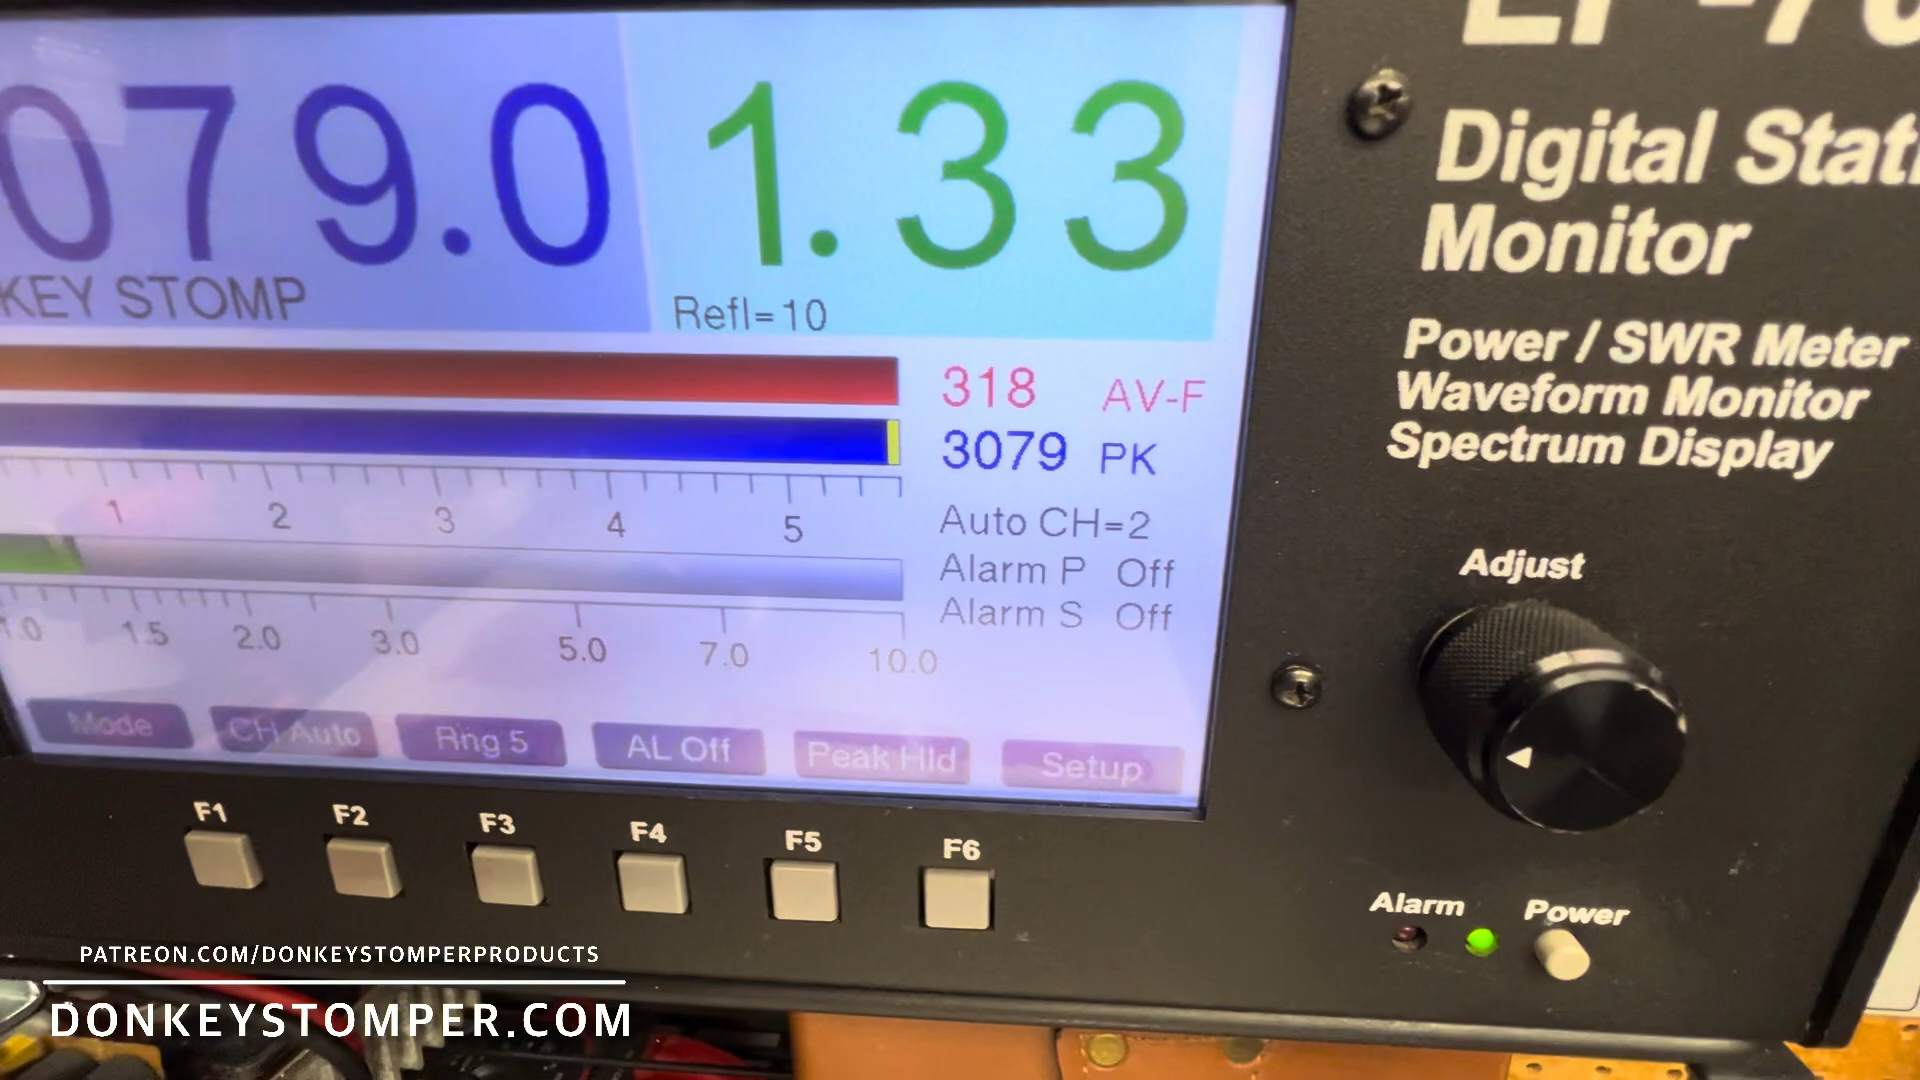 079.0
1.33
KEY STOMP
Refl=10
318 AV-F
3079 PK
1 2 3 4 5
Auto CH=2
Alarm P Off
Alarm S Off
1.0 1.5 2.0 3.0 5.0 7.0 10.0
Mode CH Auto Rng 5 AL Off Peak Hld Setup
F1 F2 F3 F4 F5 F6
Digital Stati
Monitor
Power / SWR Meter
Waveform Monitor
Spectrum Display
Adjust
Alarm Power
PATREON.COM/DONKEYSTOMPERPRODUCTS
DONKEYSTOMPER.COM